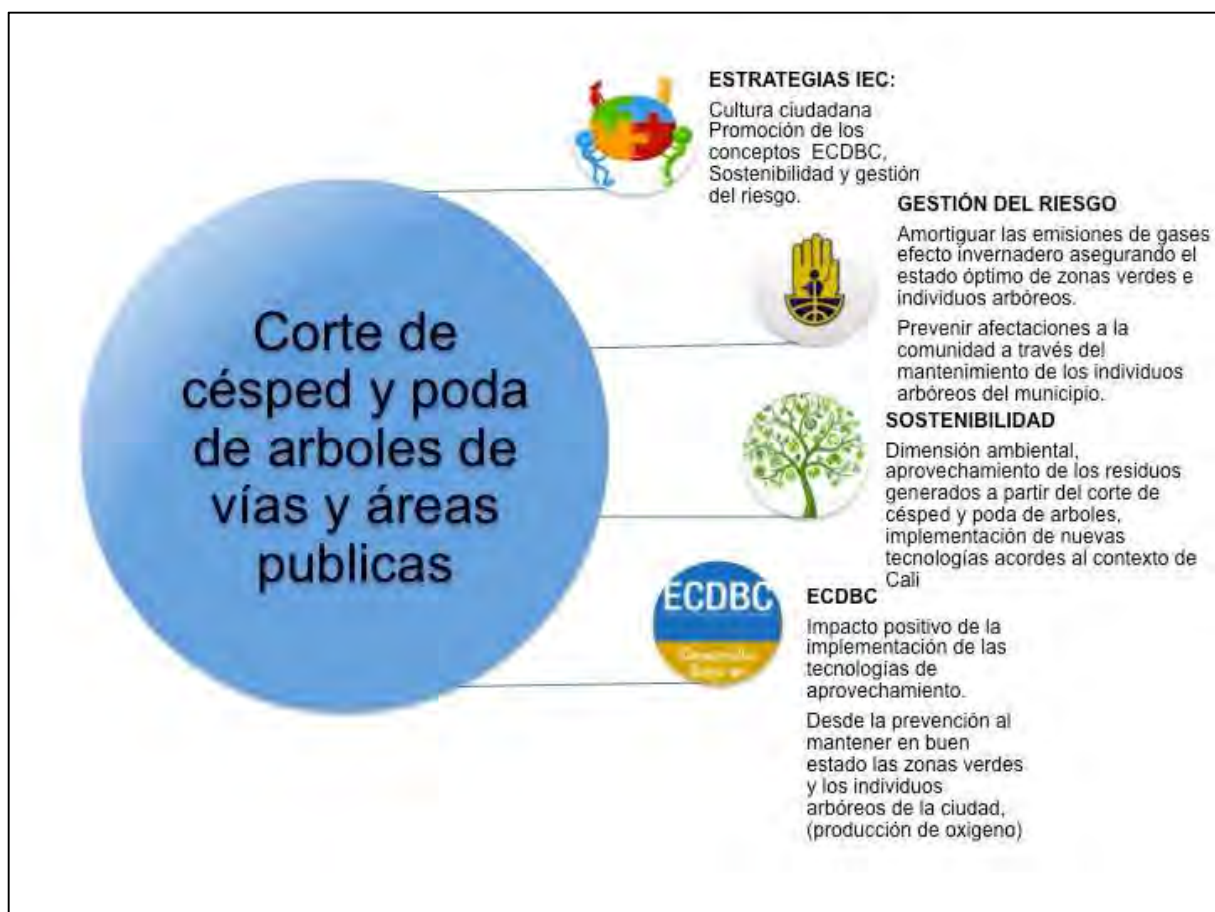 Corte de
césped y poda
de arboles de
vías y áreas
publicas
ESTRATEGIAS IEC:
Cultura ciudadana
Promoción de los
conceptos ECDBC,
Sostenibilidad y gestión
del riesgo.
GESTIÓN DEL RIESGO
Amortiguar las emisiones de gases
efecto invernadero asegurando el
estado óptimo de zonas verdes e
individuos arbóreos.
Prevenir afectaciones a la
comunidad a través del
mantenimiento de los individuos
arbóreos del municipio.
SOSTENIBILIDAD
Dimensión ambiental,
aprovechamiento de los residuos
generados a partir del corte de
césped y poda de arboles,
implementación de nuevas
tecnologías acordes al contexto de
Cali
ECDBC
ECDBC
Impacto positivo de la
implementación de las
tecnologías de
aprovechamiento.
Desde la prevención al
mantener en buen
estado las zonas verdes
y los individuos
arbóreos de la ciudad,
(producción de oxigeno)